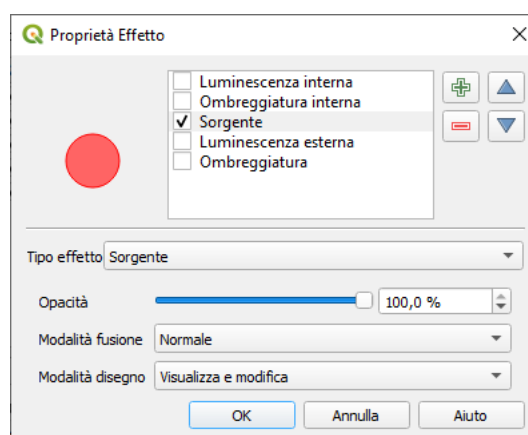 Proprietà Effetto
Luminescenza interna
Ombreggiatura interna
Sorgente
Luminescenza esterna
Ombreggiatura
Tipo effetto Sorgente
Opacità 100,0 %
Modalità fusione Normale
Modalità disegno Visualizza e modifica
OK Annulla Aiuto